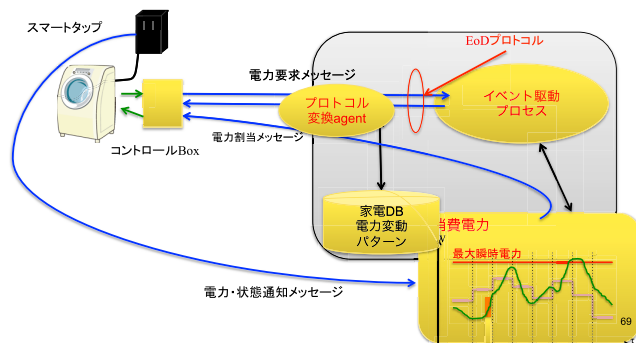 スマートタップ
EoDプロトコル
電力要求メッセージ
プロトコル
変換agent
イベント駆動
プロセス
電力割当メッセージ
コントロールBox
家電DB
電力変動
パターン
消費電力
最大瞬時電力
電力・状態通知メッセージ
69